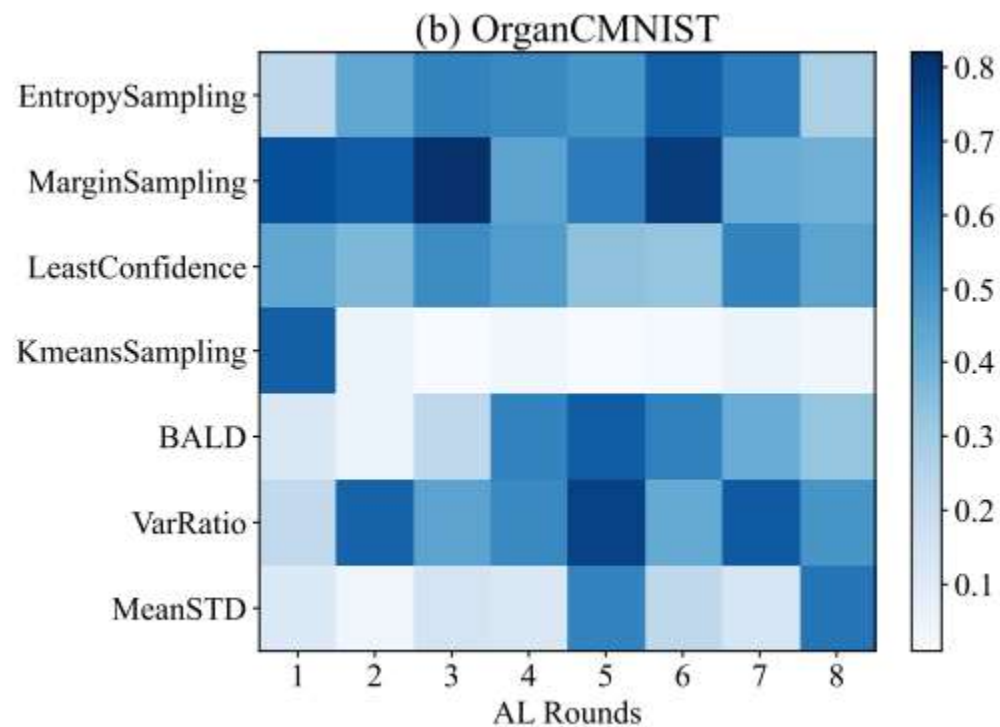 (b) OrganCMNIST
EntropySampling
MarginSampling
LeastConfidence
KmeansSampling
BALD
VarRatio
MeanSTD
1 2 3 4 5 6 7 8
AL Rounds
0.8
0.7
0.6
0.5
0.4
0.3
0.2
0.1